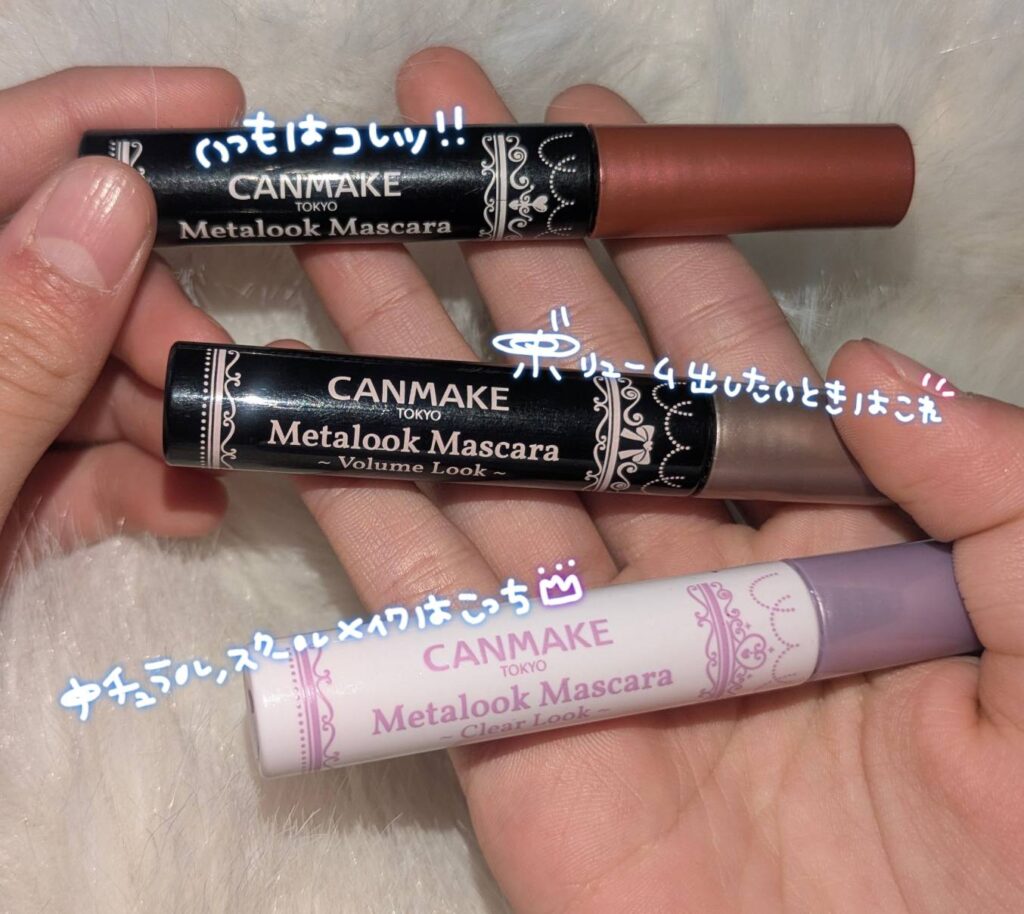 いつもはコレッ!!
CANMAKE
TOKYO
Metalook Mascara
ボリューム出したいときはこれ
CANMAKE
TOKYO
Metalook Mascara
~ Volume Look ~
ナチュラル,スクールメイクはこっち
CANMAKE
TOKYO
Metalook Mascara
~ Clear Look ~